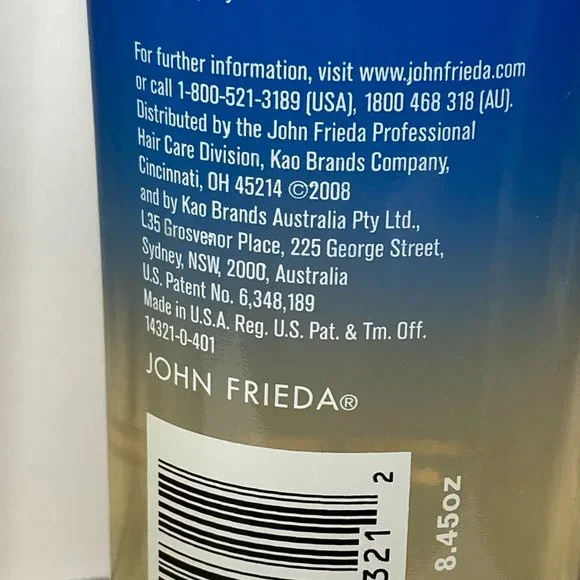 For further information, visit www.johnfrieda.com
or call 1-800-521-3189 (USA), 1800 468 318 (AU).
Distributed by the John Frieda Professional
Hair Care Division, Kao Brands Company,
Cincinnati, OH 45214 ©2008
and by Kao Brands Australia Pty Ltd.,
L35 Grosvenor Place, 225 George Street,
Sydney, NSW, 2000, Australia
U.S. Patent No. 6,348,189
Made in U.S.A. Reg. U.S. Pat. & Tm. Off.
14321-0-401
JOHN FRIEDA®
321 2
8.45oz